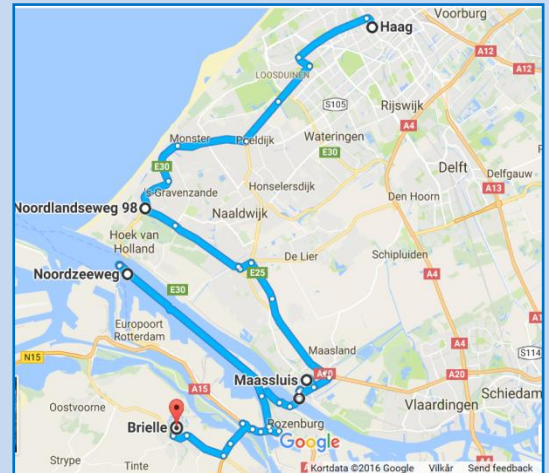 Voorburg
Haag
A12
LOOSDUINEN
A12
S105
Rijswijk
A4
Wateringen
E30
Monster
Poeldijk
Delft
E30
Delfgauw
A13
's-Gravenzande
Honselersdijk
Den Hoorn
Noordlandseweg 98
Naaldwijk
Hoek van
Holland
De Lier
Schipluiden
Noordzeeweg
E25
A4
E30
Europoort
Rotterdam
Maasland
S114
N15
A20
A20
Maassluis
A15
Schiedam
Vlaardingen
Oostvoorne
Brielle
Rozenburg
Google
Strype
Tinte
Kortdata ©2016 Google
Vilkår
Send feedback